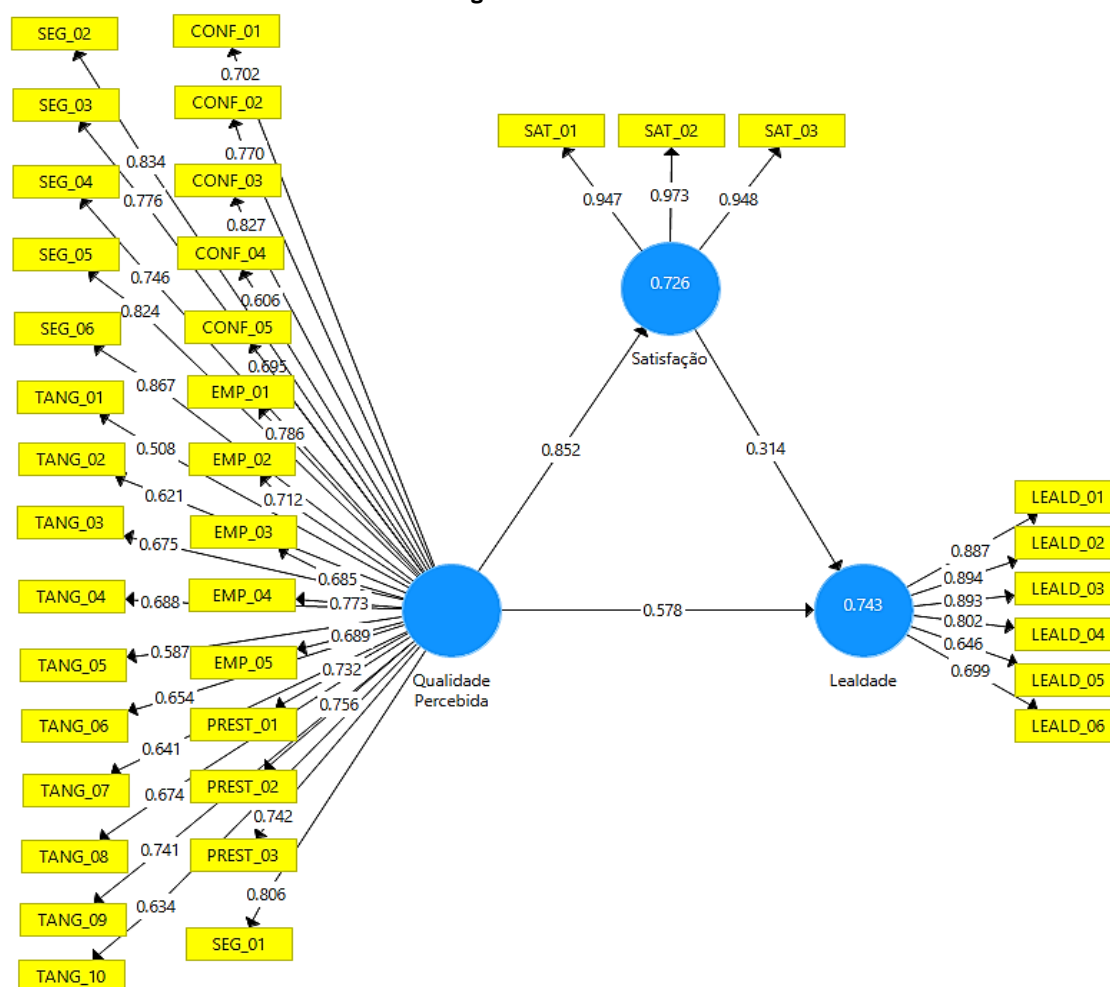 SEG_02
SEG_03
SEG_04
SEG_05
SEG_06
TANG_01
TANG_02
TANG_03
TANG_04
TANG_05
TANG_06
TANG_07
TANG_08
TANG_09
TANG_10
0.834
0.776
0.746
0.824
0.867
0.508
0.621
0.675
0.688
0.587
0.654
0.641
0.674
0.741
0.634
CONF_01
0.702
CONF_02
0.770
CONF_03
0.827
CONF_04
0.606
CONF_05
0.695
EMP_01
0.786
EMP_02
0.712
EMP_03
0.685
EMP_04
0.773
0.689
EMP_05
0.732
0.756
PREST_01
PREST_02
0.742
PREST_03
0.806
SEG_01
Qualidade
Percebida
SAT_01
SAT_02
SAT_03
0.947
0.973
0.948
0.726
Satisfação
0.852
0.314
0.578
0.743
Lealdade
0.887
0.894
0.893
0.802
0.646
0.699
LEALD_01
LEALD_02
LEALD_03
LEALD_04
LEALD_05
LEALD_06